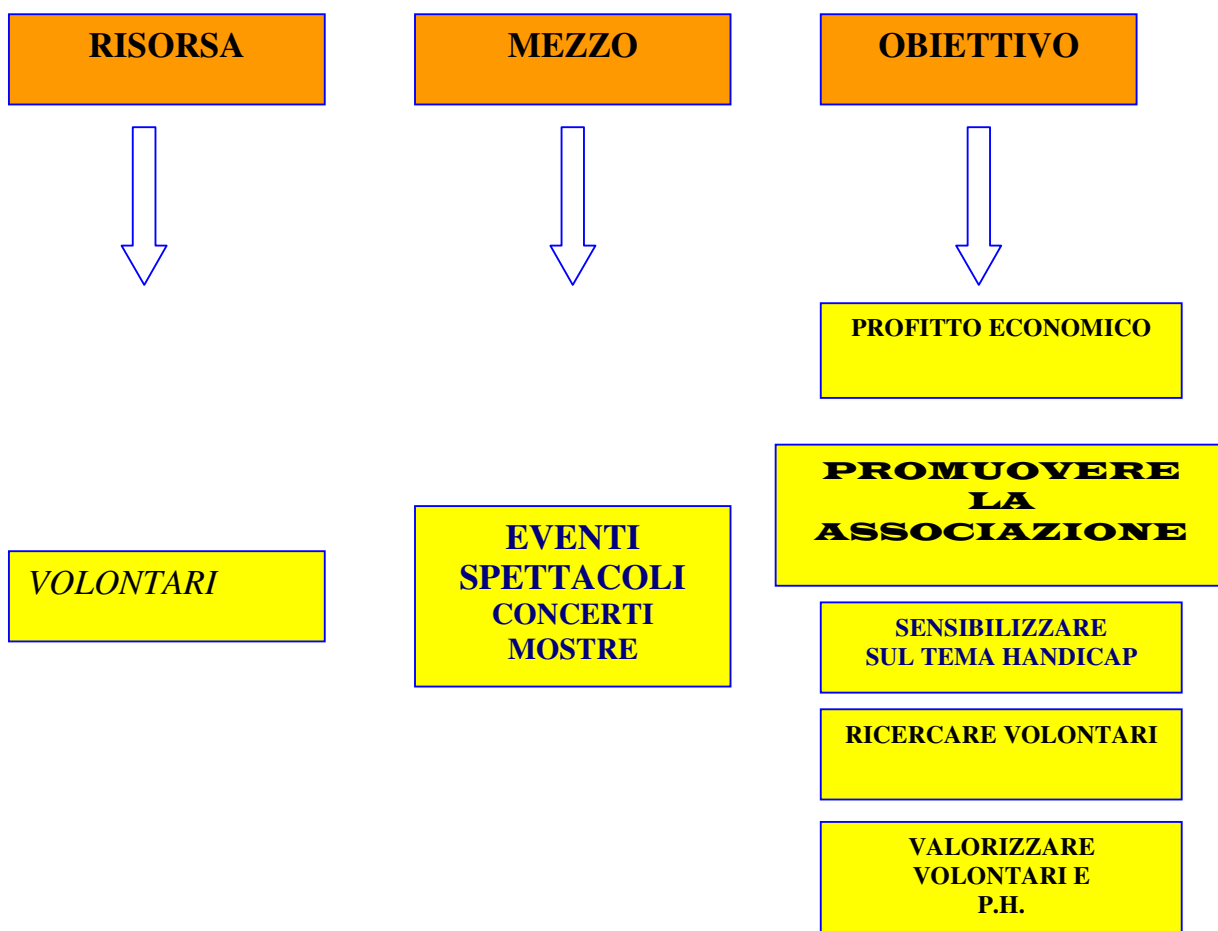 RISORSA
MEZZO
OBIETTIVO
PROFITTO ECONOMICO
PROMUOVERE
LA
ASSOCIAZIONE
VOLONTARI
EVENTI
SPETTACOLI
CONCERTI
MOSTRE
SENSIBILIZZARE
SUL TEMA HANDICAP
RICERCARE VOLONTARI
VALORIZZARE
VOLONTARI E
P.H.